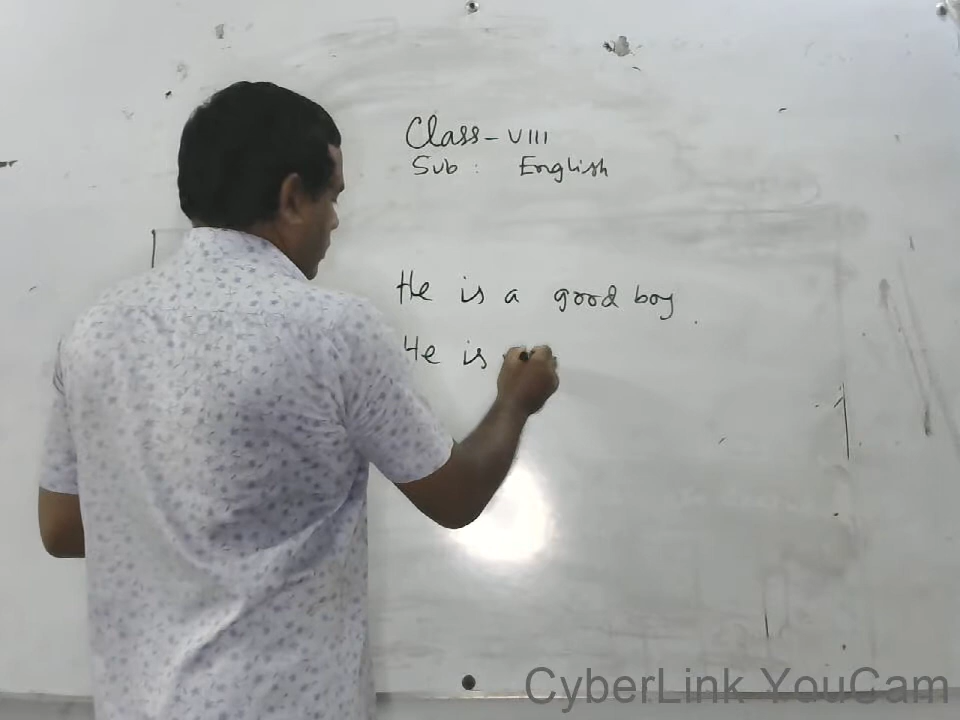 Class - VIII
Sub : English
He is a good boy
He is
CyberLink YouCam